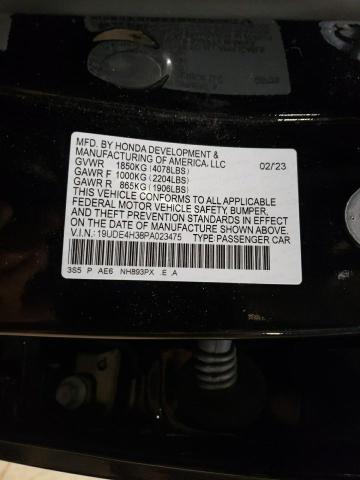 MFD. BY HONDA DEVELOPMENT &
MANUFACTURING OF AMERICA, LLC
GVWR 1850KG (4078LBS) 02/23
GAWR F 1000KG (2204LBS)
GAWR R 865KG (1906LBS)
THIS VEHICLE CONFORMS TO ALL APPLICABLE
FEDERAL MOTOR VEHICLE SAFETY, BUMPER,
AND THEFT PREVENTION STANDARDS IN EFFECT
ON THE DATE OF MANUFACTURE SHOWN ABOVE.
V.I.N.: 19UDE4H38PA023475 TYPE:PASSENGER CAR
3S5 P AE6 NH893PX .E .A